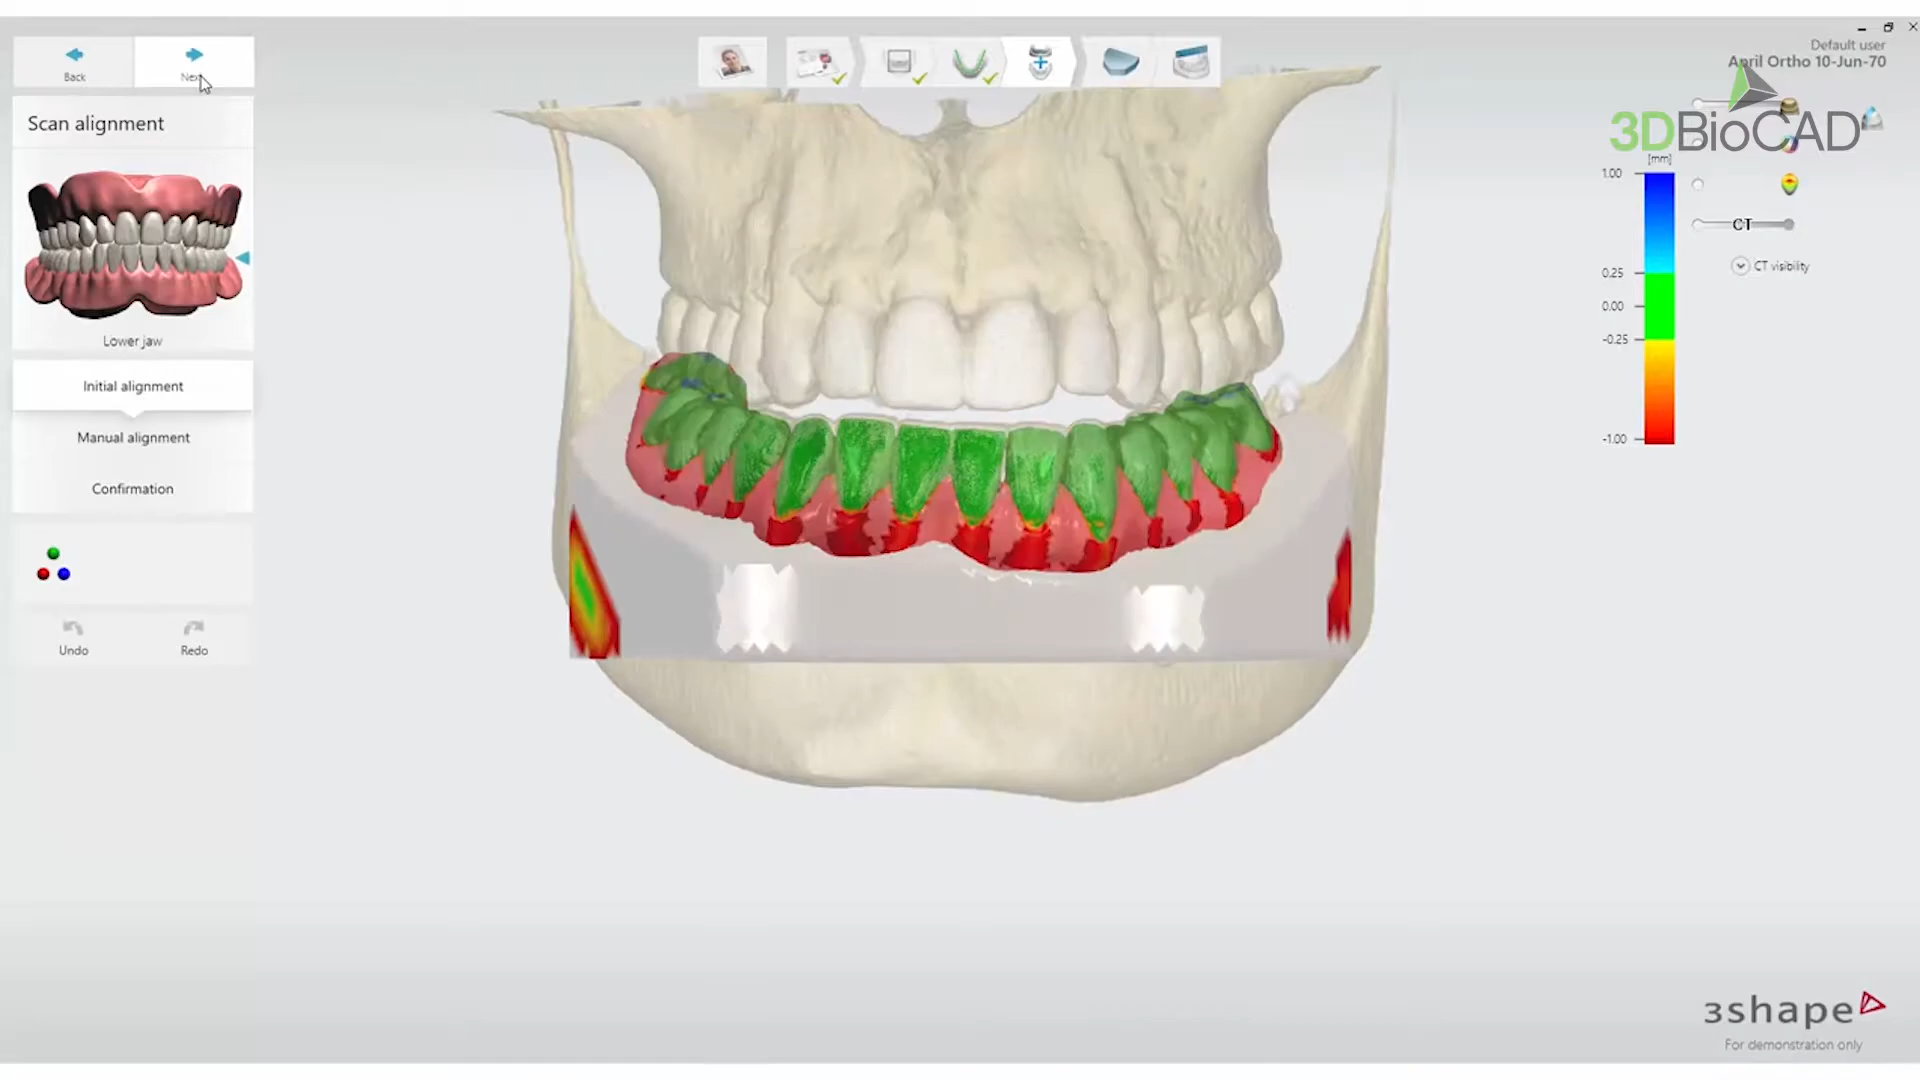 Back
Next
Default user
April Ortho 10-Jun-70
Scan alignment
3DBioCAD
[mm]
1.00
0.25
0.00
-0.25
-1.00
CT
CT visibility
Lower jaw
Initial alignment
Manual alignment
Confirmation
Undo
Redo
3shape
For demonstration only